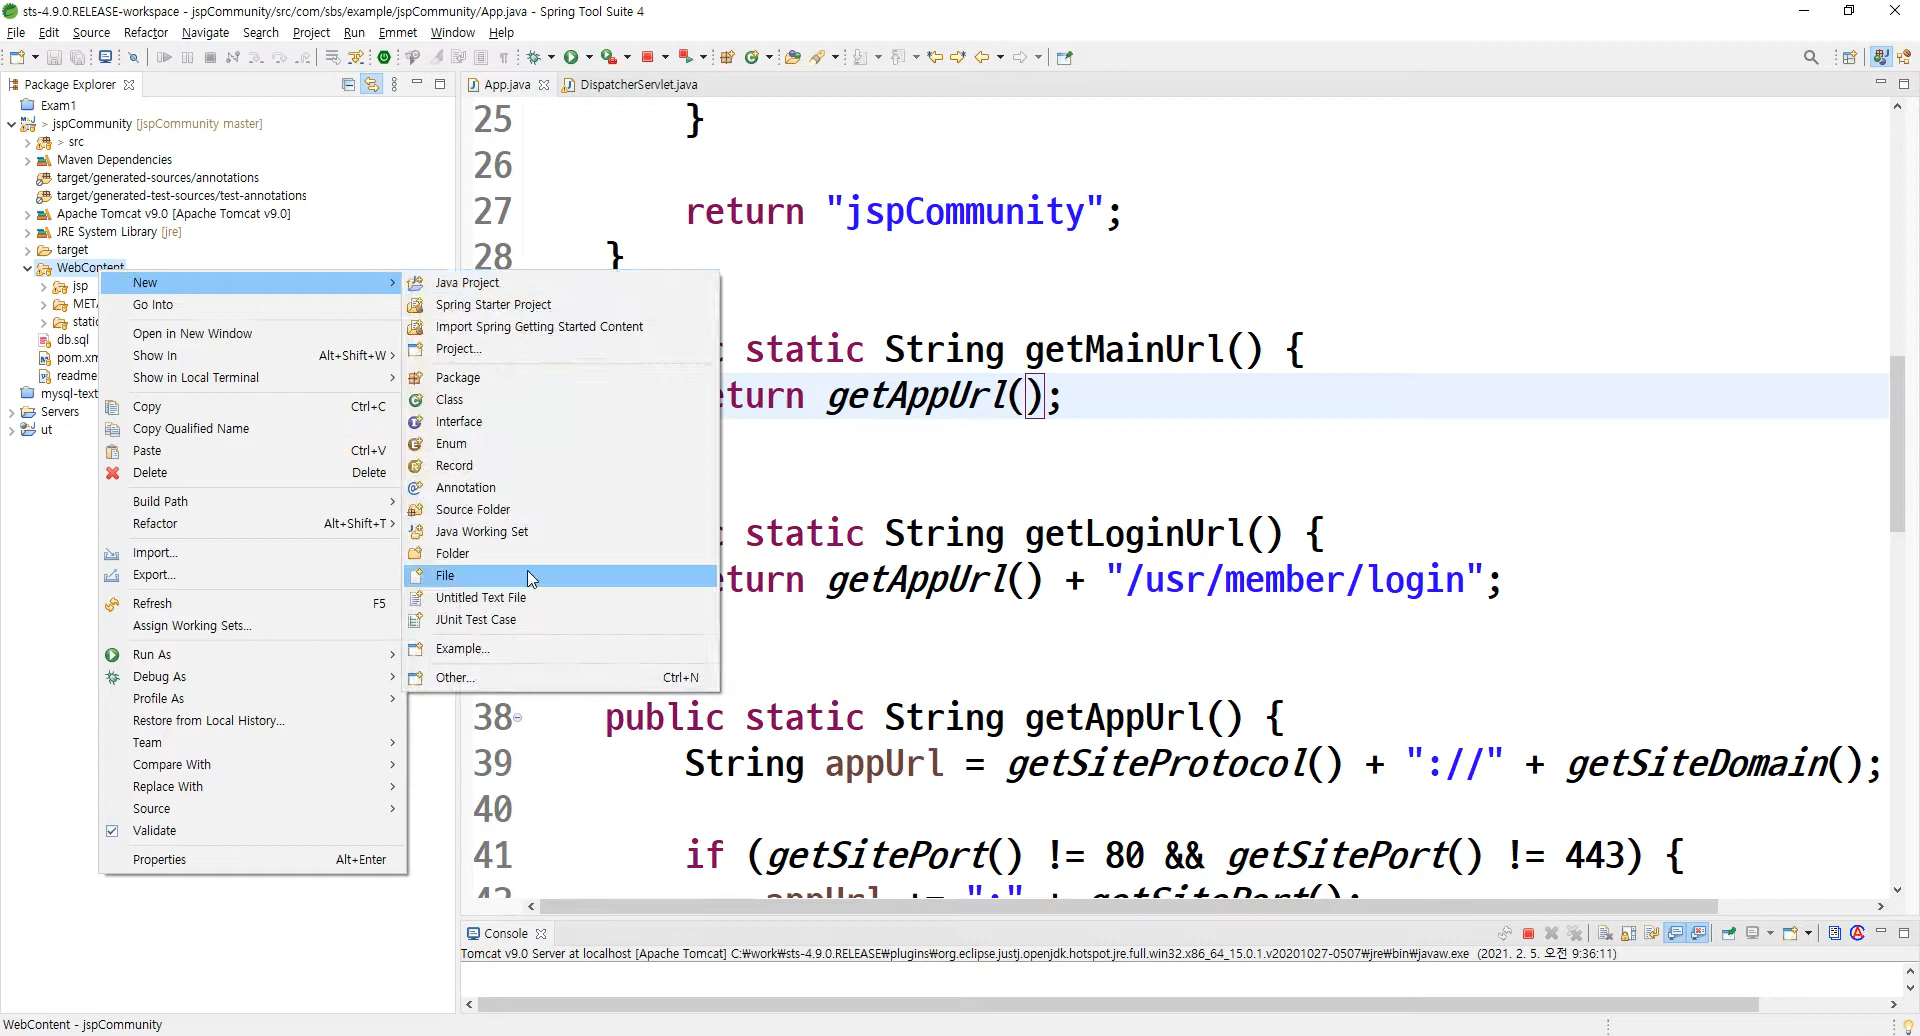 sts-4.9.0.RELEASE-workspace - jspCommunity/src/com/sbs/example/jspCommunity/App.java - Spring Tool Suite 4
File Edit Source Refactor Navigate Search Project Run Emmet Window Help
Package Explorer
Exam1
> jspCommunity [jspCommunity master]
> src
Maven Dependencies
target/generated-sources/annotations
target/generated-test-sources/test-annotations
Apache Tomcat v9.0 [Apache Tomcat v9.0]
JRE System Library [jre]
target
WebContent
jsp
META
static
db.sql
pom.xm
readme
mysql-text
Servers
ut
New
Go Into
Open in New Window
Show In Alt+Shift+W
Show in Local Terminal
Copy Ctrl+C
Copy Qualified Name
Paste Ctrl+V
Delete Delete
Build Path
Refactor Alt+Shift+T
Import...
Export...
Refresh F5
Assign Working Sets...
Run As
Debug As
Profile As
Restore from Local History...
Team
Compare With
Replace With
Source
Validate
Properties Alt+Enter
Java Project
Spring Starter Project
Import Spring Getting Started Content
Project...
Package
Class
Interface
Enum
Record
Annotation
Source Folder
Java Working Set
Folder
File
Untitled Text File
JUnit Test Case
Example...
Other... Ctrl+N
App.java DispatcherServlet.java
25 }
26
27 return "jspCommunity";
28 }
static String getMainUrl() {
eturn getAppUrl();
static String getLoginUrl() {
eturn getAppUrl() + "/usr/member/login";
38 public static String getAppUrl() {
39 String appUrl = getSiteProtocol() + "://" + getSiteDomain();
40
41 if (getSitePort() != 80 && getSitePort() != 443) {
42 appUrl += ":" + getSitePort();
Console
Tomcat v9.0 Server at localhost [Apache Tomcat] C:₩work₩sts-4.9.0.RELEASE₩plugins₩org.eclipse.justj.openjdk.hotspot.jre.full.win32.x86_64_15.0.1.v20201027-0507₩jre₩bin₩javaw.exe (2021. 2. 5. 오전 9:36:11)
WebContent - jspCommunity